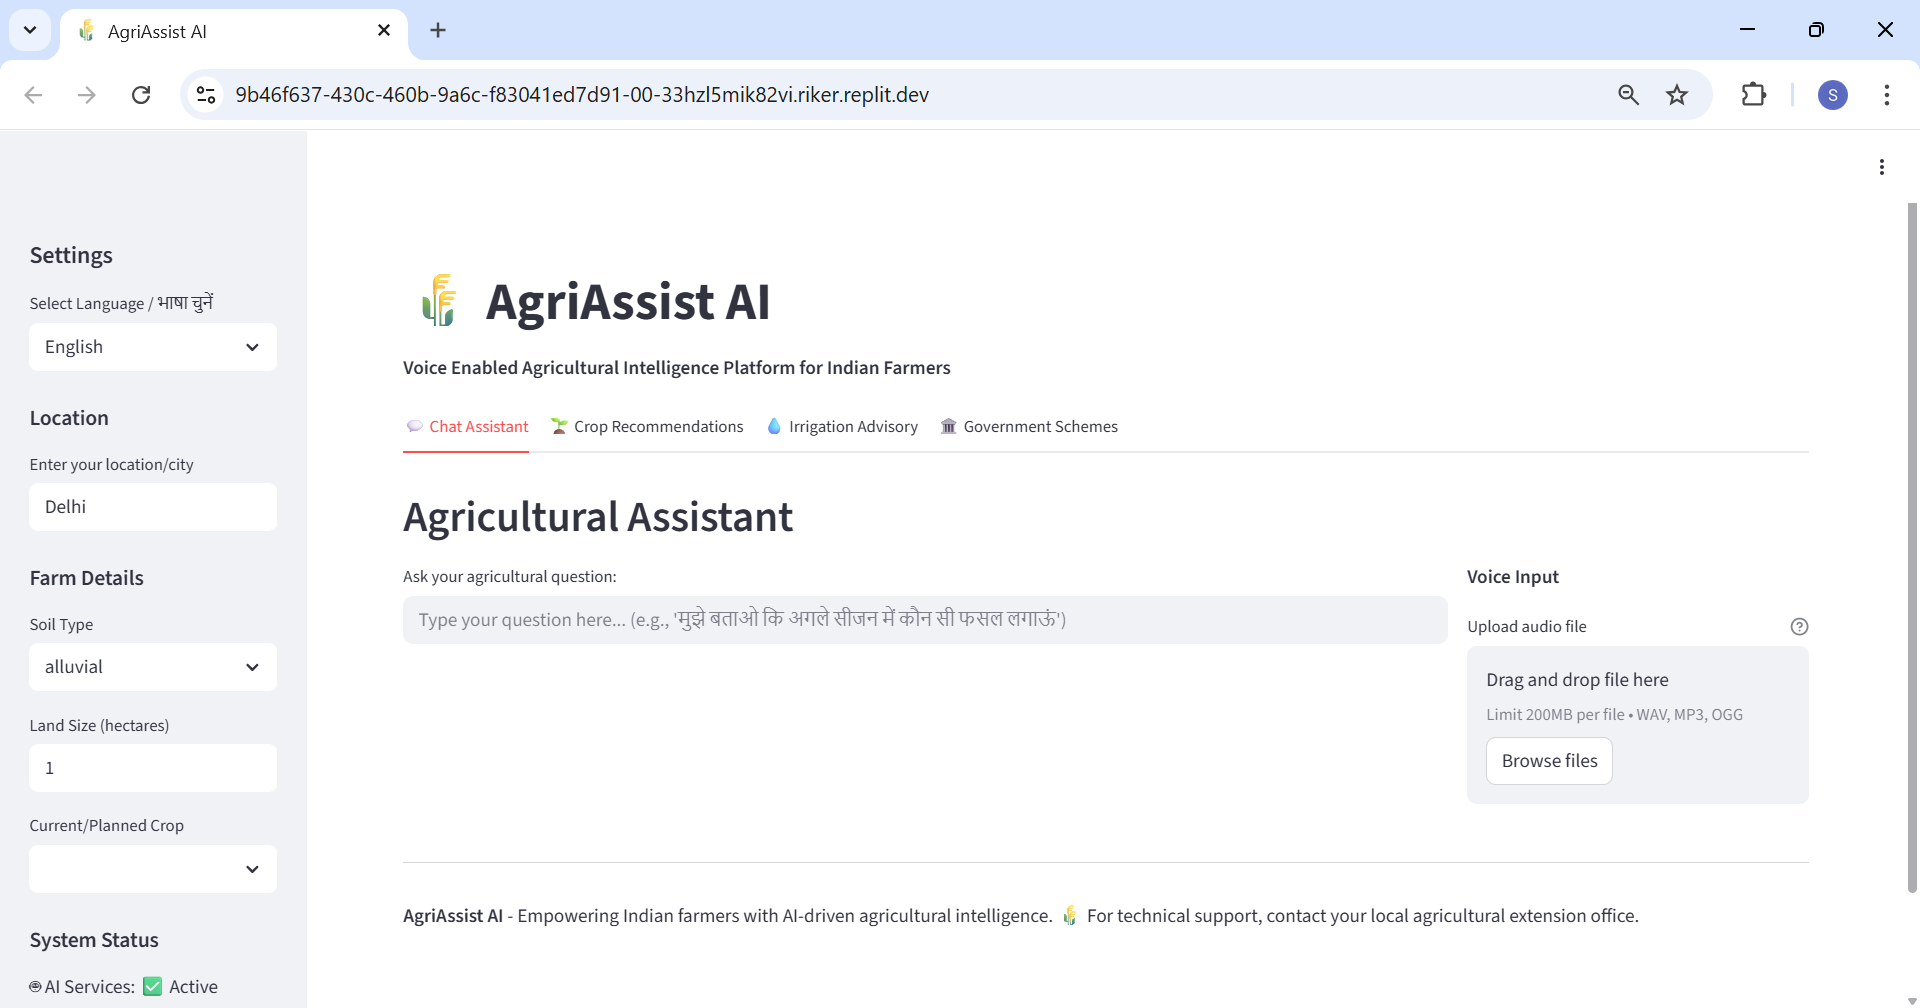 AgriAssist AI
9b46f637-430c-460b-9a6c-f83041ed7d91-00-33hzl5mik82vi.riker.replit.dev
S
Settings
Select Language / भाषा चुनें
English
Location
Enter your location/city
Delhi
Farm Details
Soil Type
alluvial
Land Size (hectares)
1
Current/Planned Crop
System Status
AI Services: ✅ Active
AgriAssist AI
Voice Enabled Agricultural Intelligence Platform for Indian Farmers
Chat Assistant
Crop Recommendations
Irrigation Advisory
Government Schemes
Agricultural Assistant
Ask your agricultural question:
Type your question here... (e.g., 'मुझे बताओ कि अगले सीजन में कौन सी फसल लगाऊं')
Voice Input
Upload audio file
Drag and drop file here
Limit 200MB per file • WAV, MP3, OGG
Browse files
AgriAssist AI - Empowering Indian farmers with AI-driven agricultural intelligence. 🌾 For technical support, contact your local agricultural extension office.